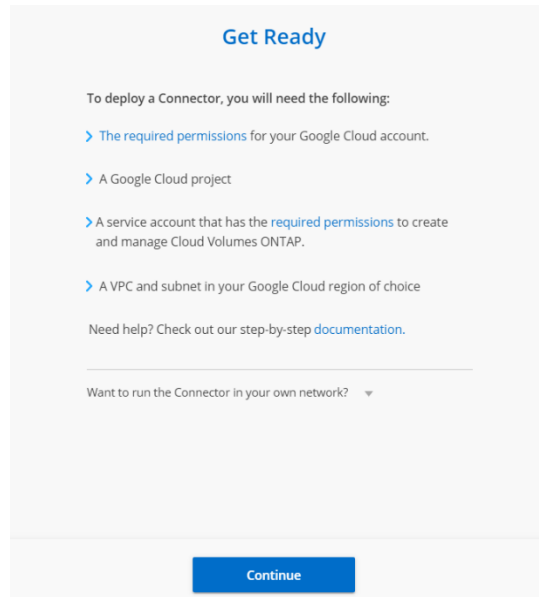 Get Ready
To deploy a Connector, you will need the following:
The required permissions for your Google Cloud account.
A Google Cloud project
A service account that has the required permissions to create
and manage Cloud Volumes ONTAP.
A VPC and subnet in your Google Cloud region of choice
Need help? Check out our step-by-step documentation.
Want to run the Connector in your own network?
Continue